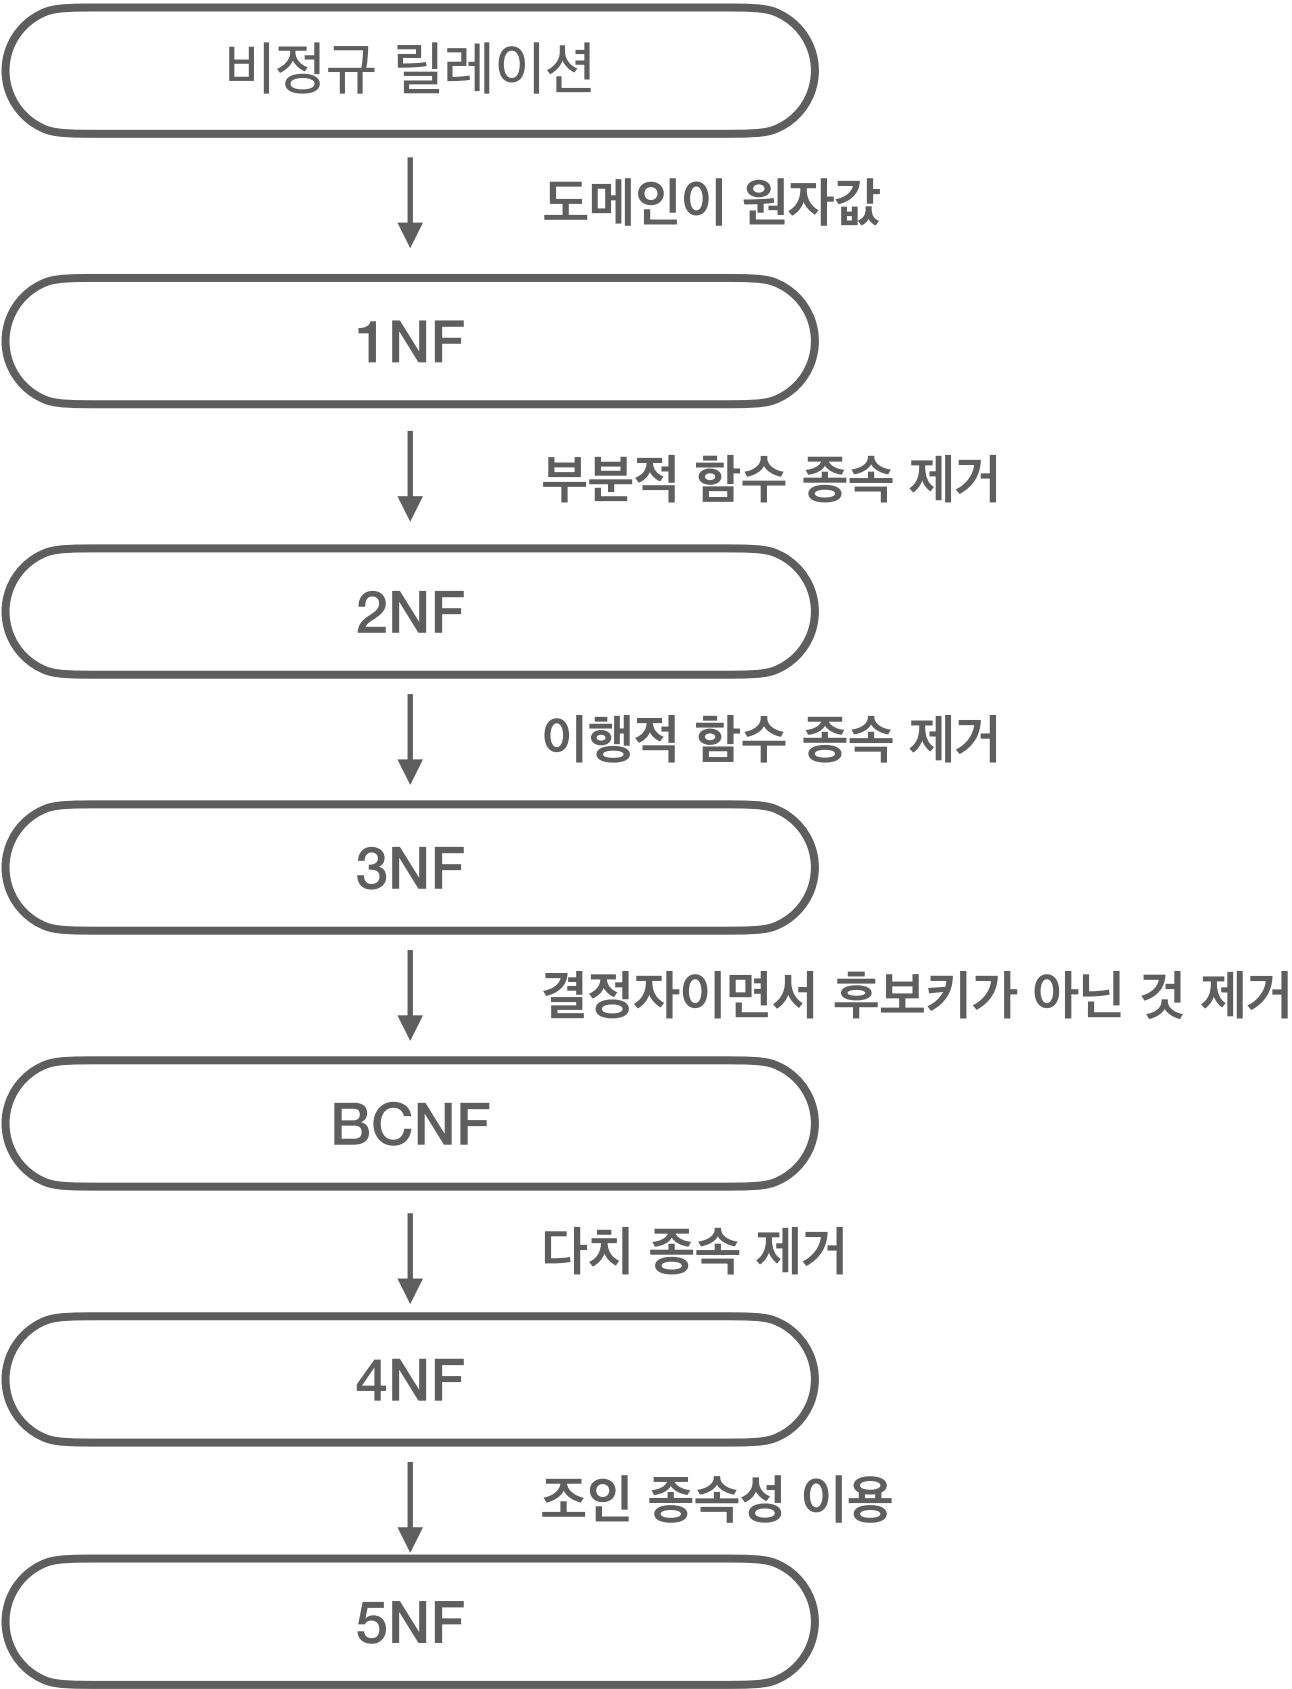 비정규 릴레이션
도메인이 원자값
1NF
부분적 함수 종속 제거
2NF
이행적 함수 종속 제거
3NF
결정자이면서 후보키가 아닌 것 제거
BCNF
다치 종속 제거
4NF
조인 종속성 이용
5NF